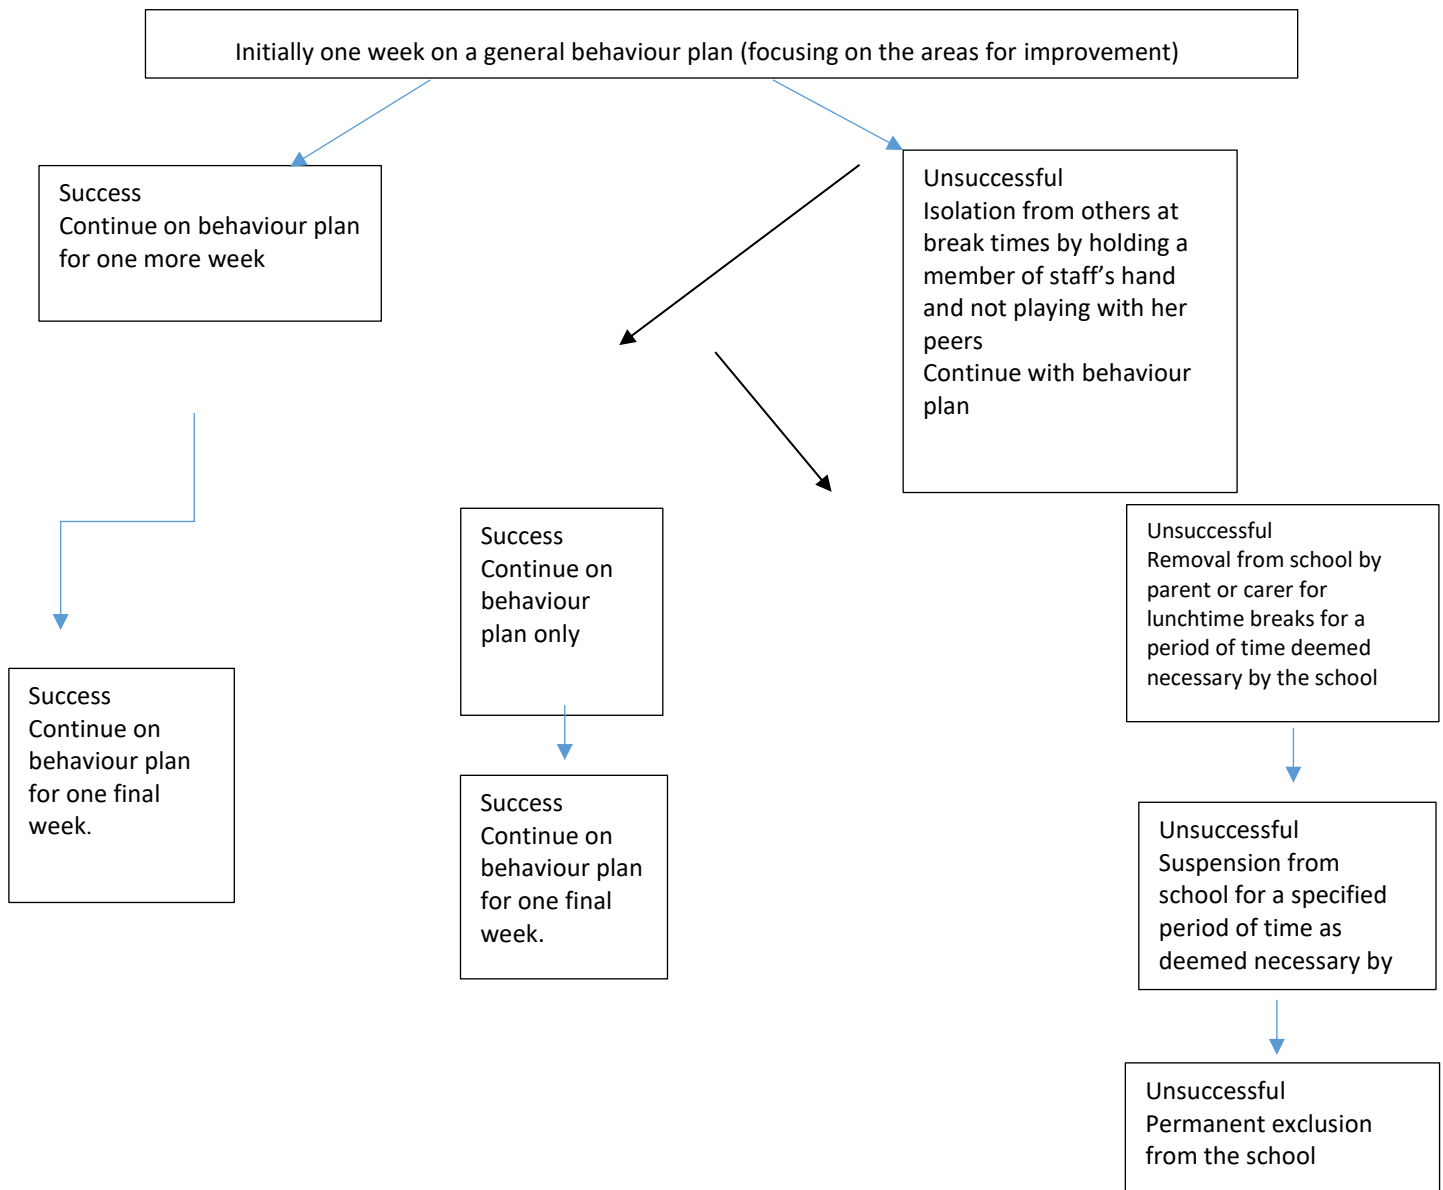 Initially one week on a general behaviour plan (focusing on the areas for improvement)
Success
Continue on behaviour plan
for one more week
Unsuccessful
Isolation from others at
break times by holding a
member of staff’s hand
and not playing with her
peers
Continue with behaviour
plan
Success
Continue on
behaviour
plan only
Unsuccessful
Removal from school by
parent or carer for
lunchtime breaks for a
period of time deemed
necessary by the school
Success
Continue on
behaviour plan
for one final
week.
Success
Continue on
behaviour plan
for one final
week.
Unsuccessful
Suspension from
school for a specified
period of time as
deemed necessary by
Unsuccessful
Permanent exclusion
from the school